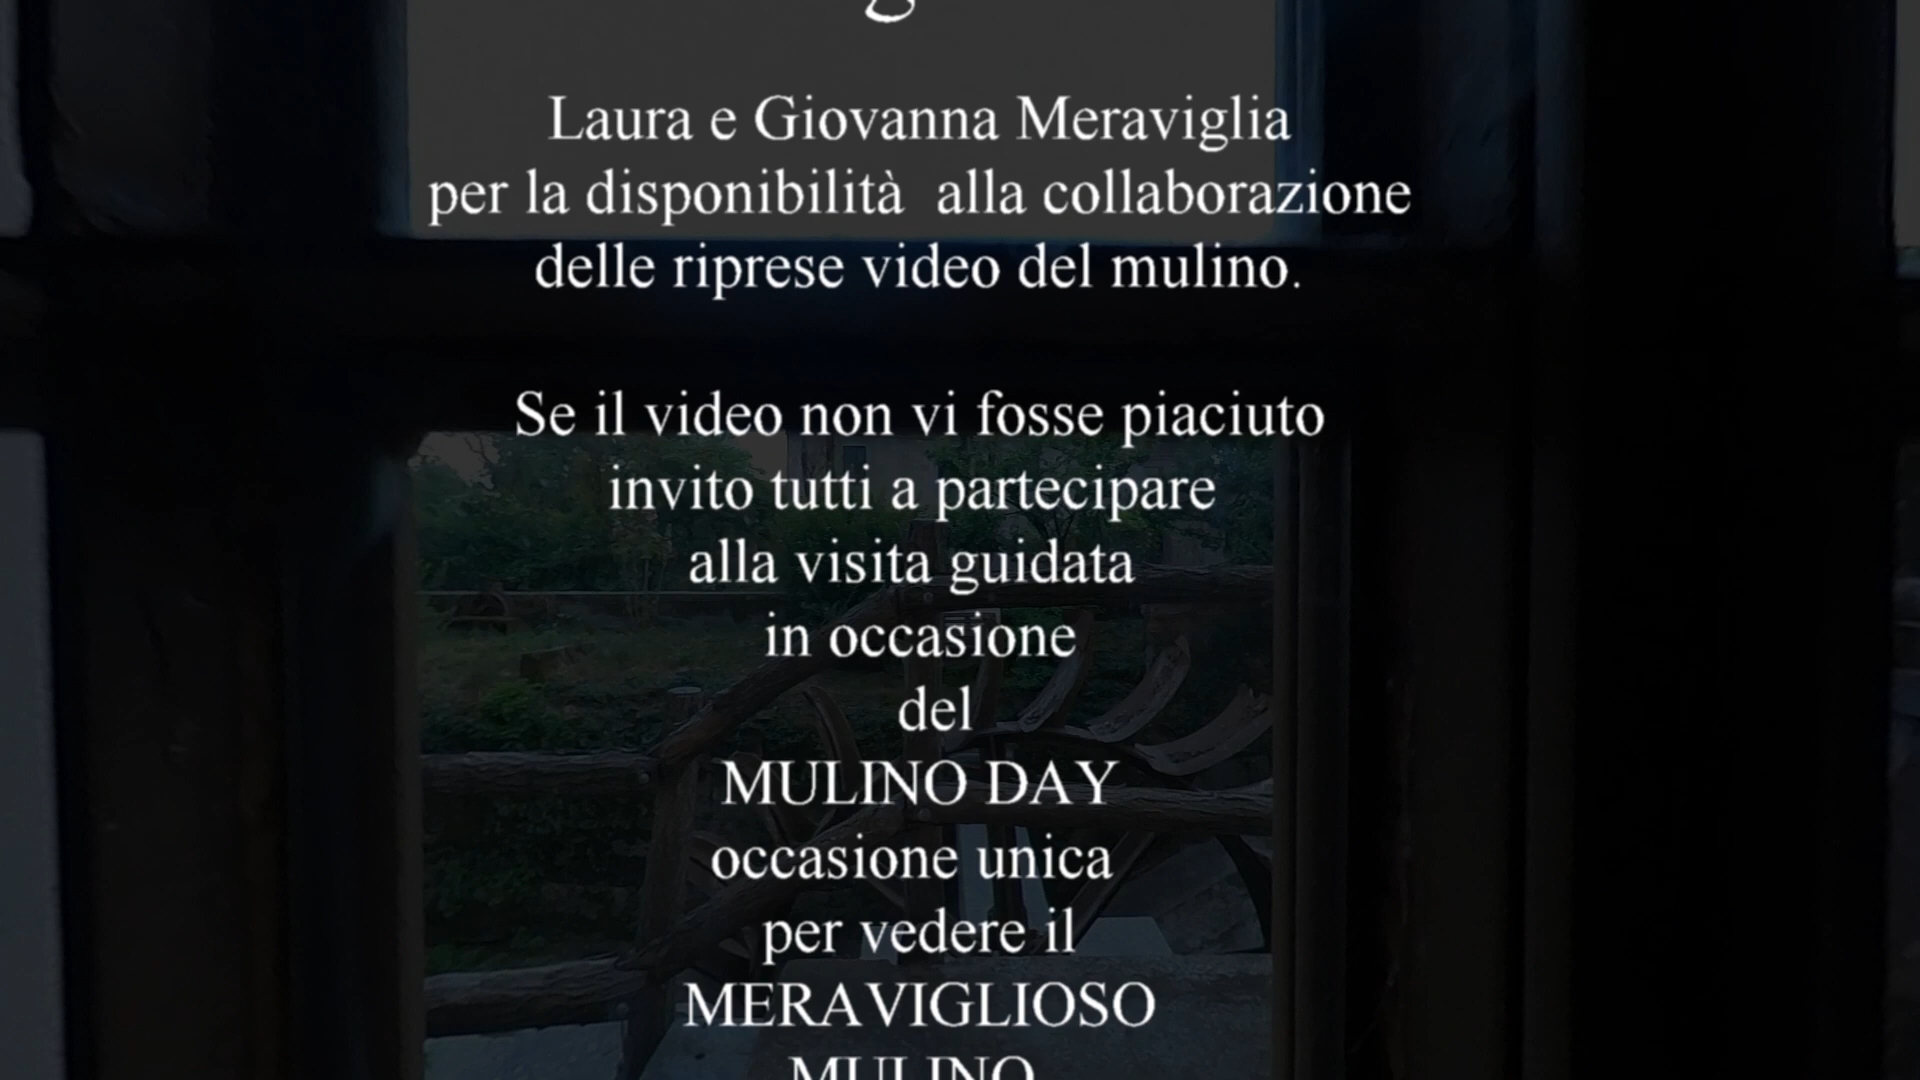 Laura e Giovanna Meraviglia
per la disponibilità  alla collaborazione
delle riprese video del mulino.
Se il video non vi fosse piaciuto
invito tutti a partecipare
alla visita guidata
in occasione
del
MULINO DAY
occasione unica
per vedere il
MERAVIGLIOSO
MULINO